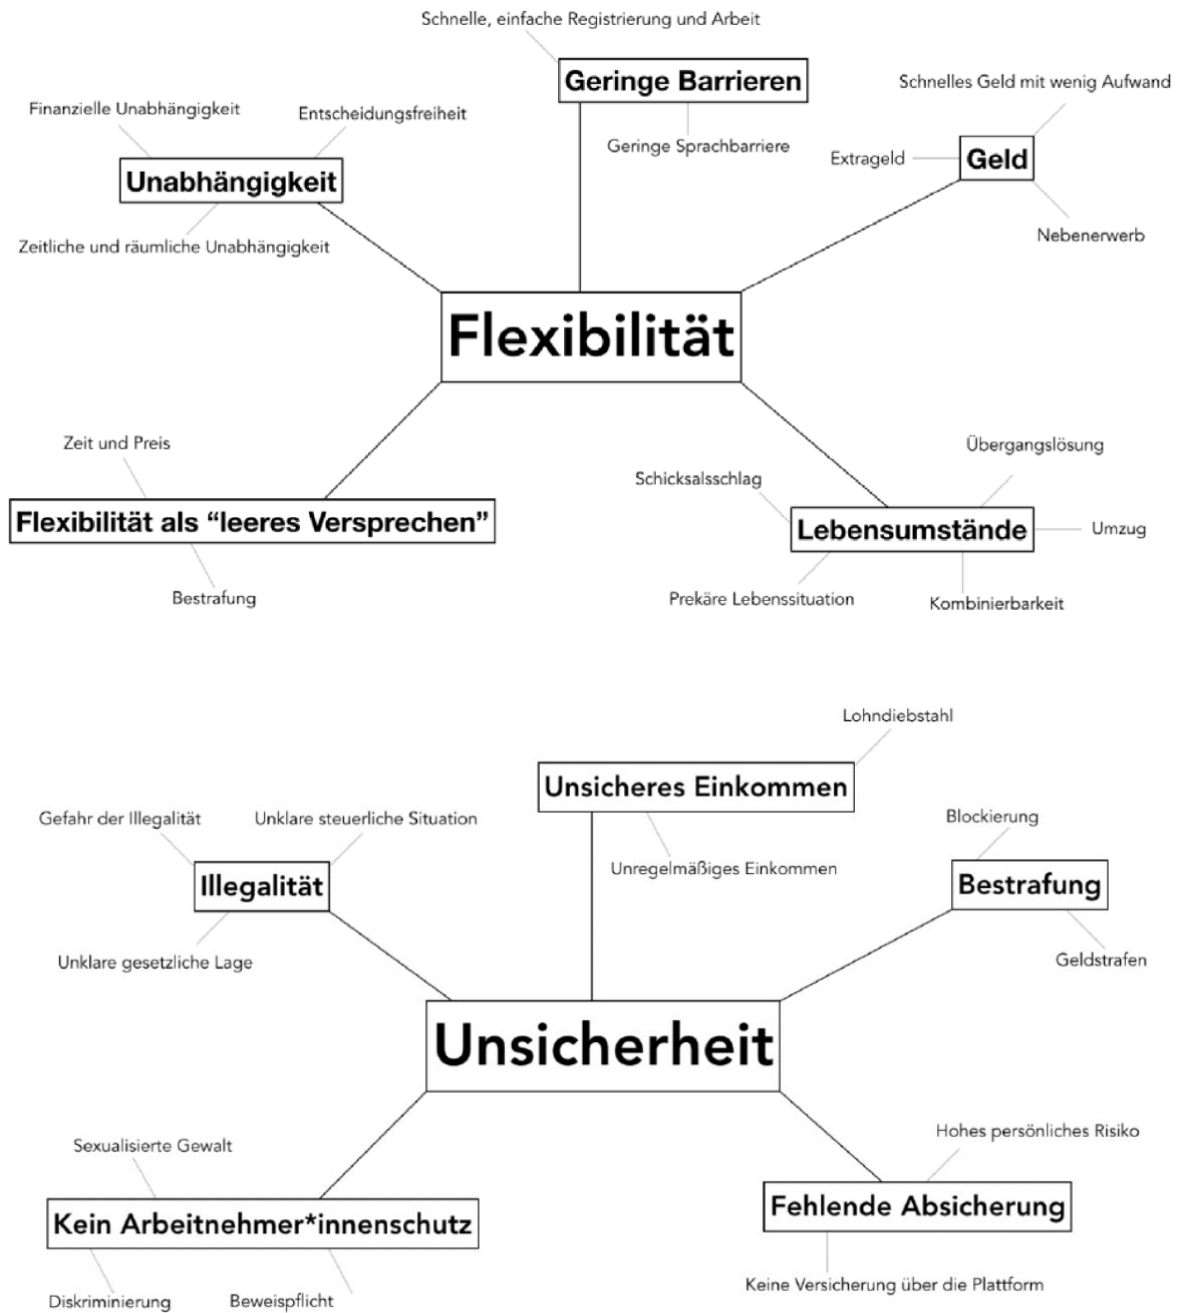 Schnelle, einfache Registrierung und Arbeit
Geringe Barrieren
Schnelles Geld mit wenig Aufwand
Finanzielle Unabhängigkeit
Entscheidungsfreiheit
Geringe Sprachbarriere
Extrageld
Geld
Unabhängigkeit
Zeitliche und räumliche Unabhängigkeit
Nebenerwerb
Flexibilität
Zeit und Preis
Übergangslösung
Schicksalsschlag
Flexibilität als “leeres Versprechen”
Lebensumstände
Umzug
Bestrafung
Prekäre Lebenssituation
Kombinierbarkeit
Lohndiebstahl
Unsicheres Einkommen
Gefahr der Illegalität
Unklare steuerliche Situation
Blockierung
Unregelmäßiges Einkommen
Illegalität
Bestrafung
Unklare gesetzliche Lage
Geldstrafen
Unsicherheit
Sexualisierte Gewalt
Hohes persönliches Risiko
Kein Arbeitnehmer*innenschutz
Fehlende Absicherung
Diskriminierung
Beweispflicht
Keine Versicherung über die Plattform